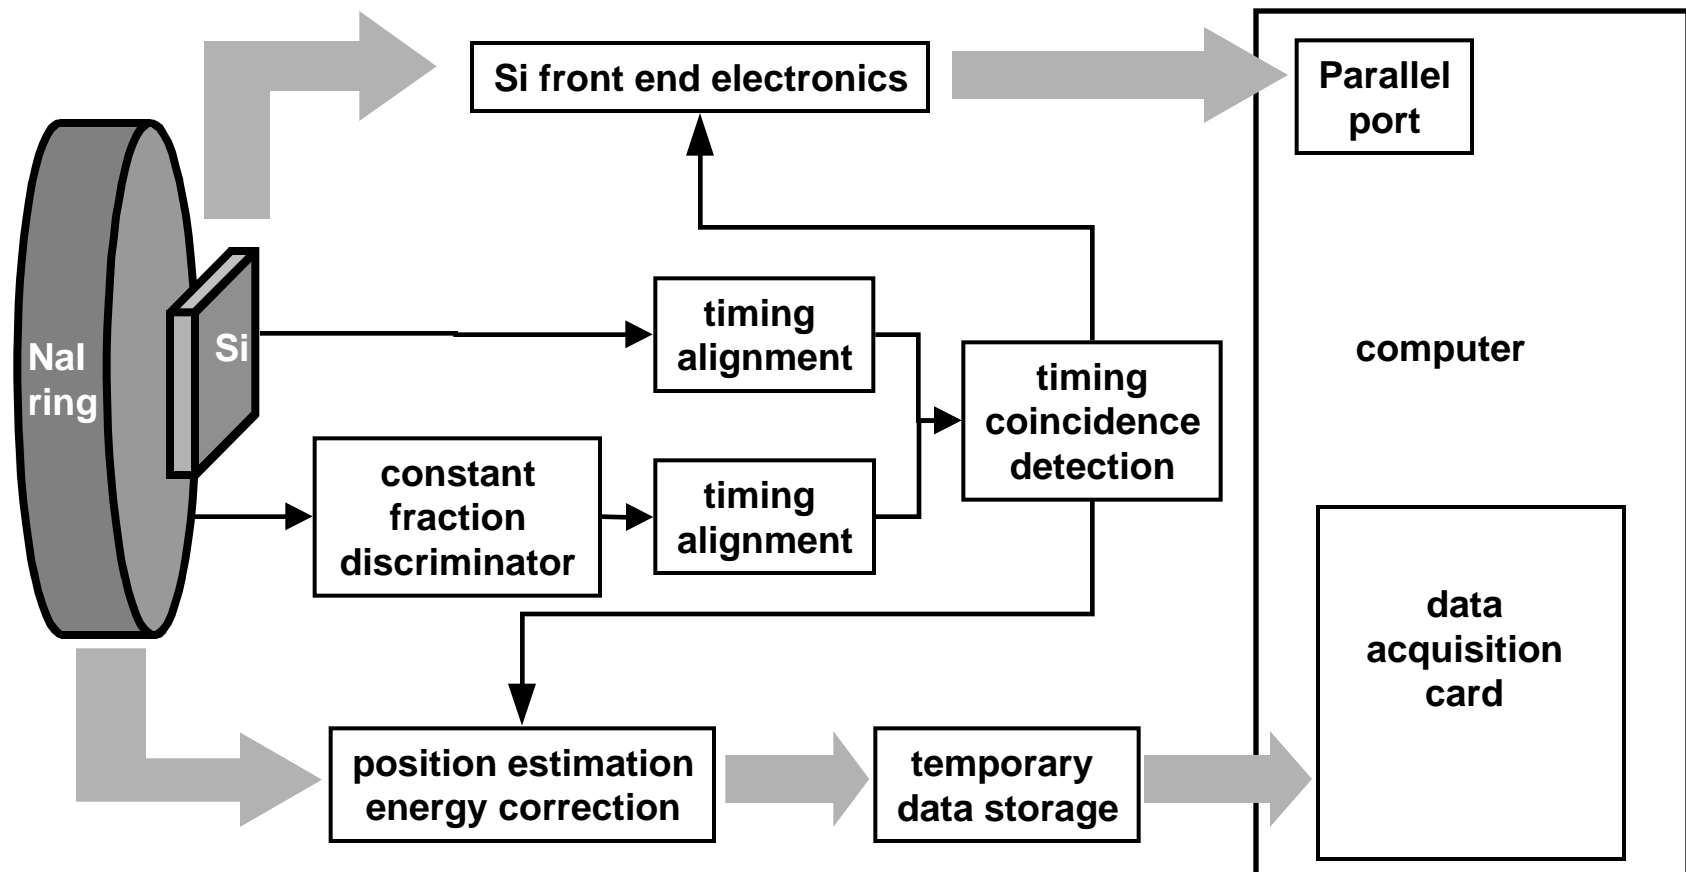 Si front end electronics
Parallel
port
NaI
ring
Si
timing
alignment
computer
timing
coincidence
detection
constant
fraction
discriminator
timing
alignment
data
acquisition
card
position estimation
energy correction
temporary
data storage